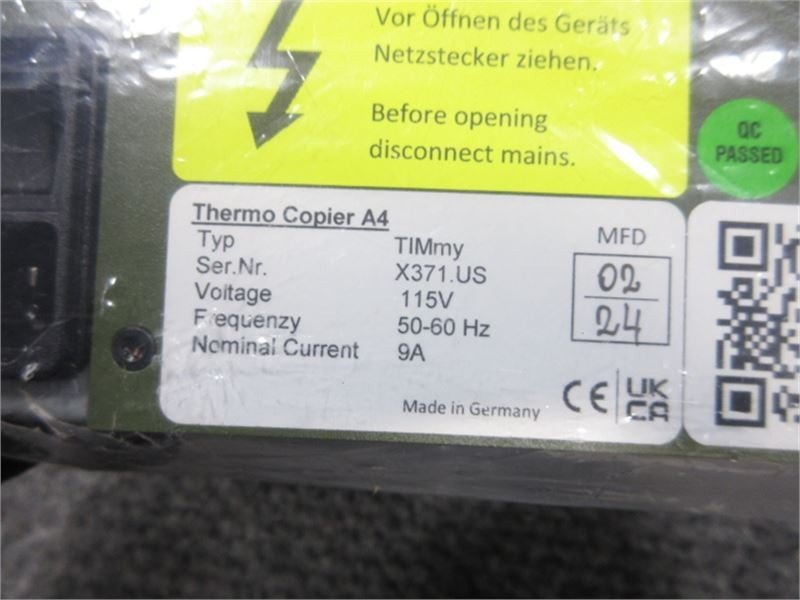 Vor Öffnen des Geräts
Netzstecker ziehen.
Before opening
disconnect mains.
QC
PASSED
Thermo Copier A4
Typ TIMmy
Ser.Nr. X371.US
Voltage 115V
Frequenzy 50-60 Hz
Nominal Current 9A
MFD
02
24
Made in Germany
CE
UK
CA